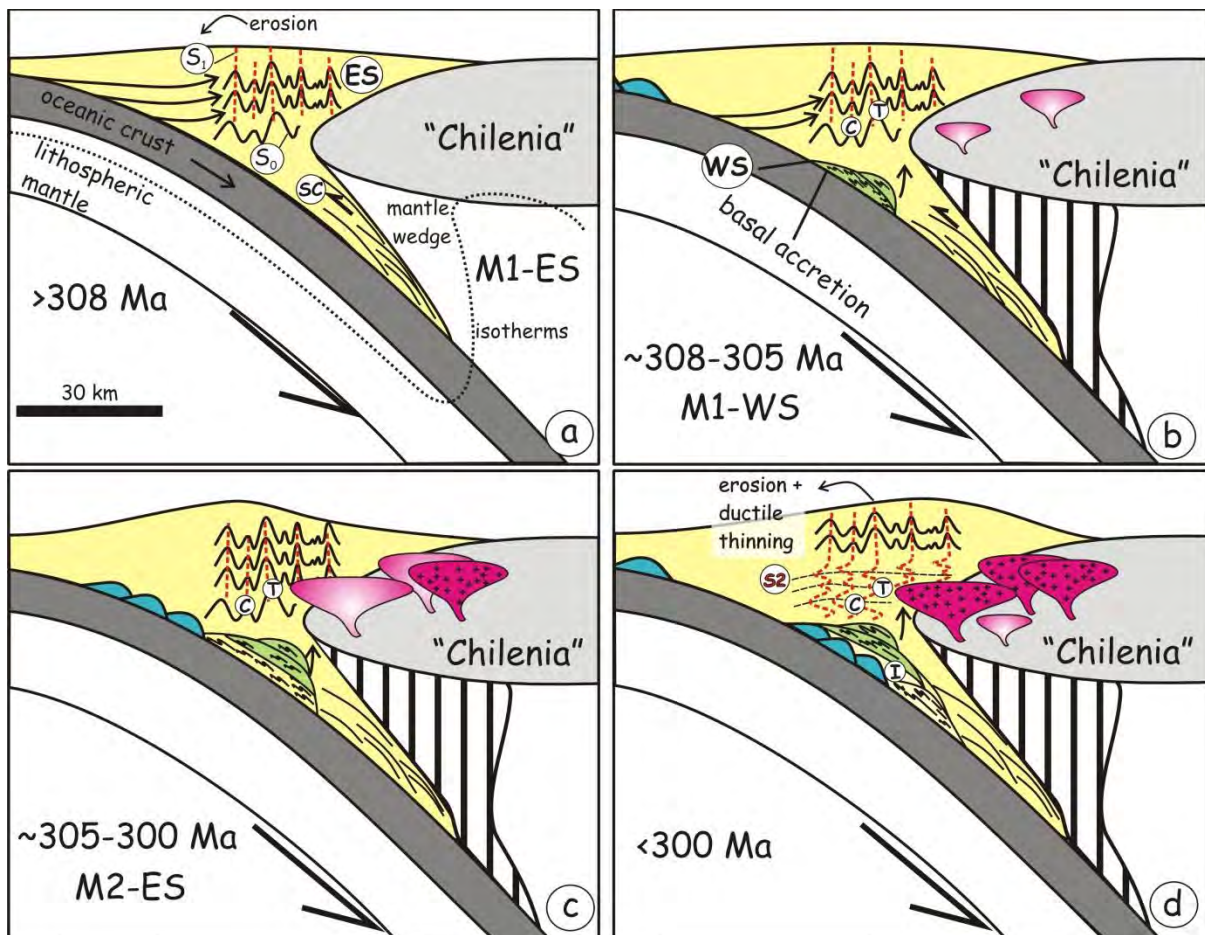 erosion
S1
ES
oceanic crust
"Chilenia"
lithospheric
mantle
S0
SC
mantle
wedge
M1-ES
>308 Ma
isotherms
30 km
a
C
T
"Chilenia"
WS
basal accretion
~308-305 Ma
M1-WS
b
T
C
"Chilenia"
~305-300 Ma
M2-ES
c
erosion +
ductile
thinning
S2
T
C
"Chilenia"
I
<300 Ma
d